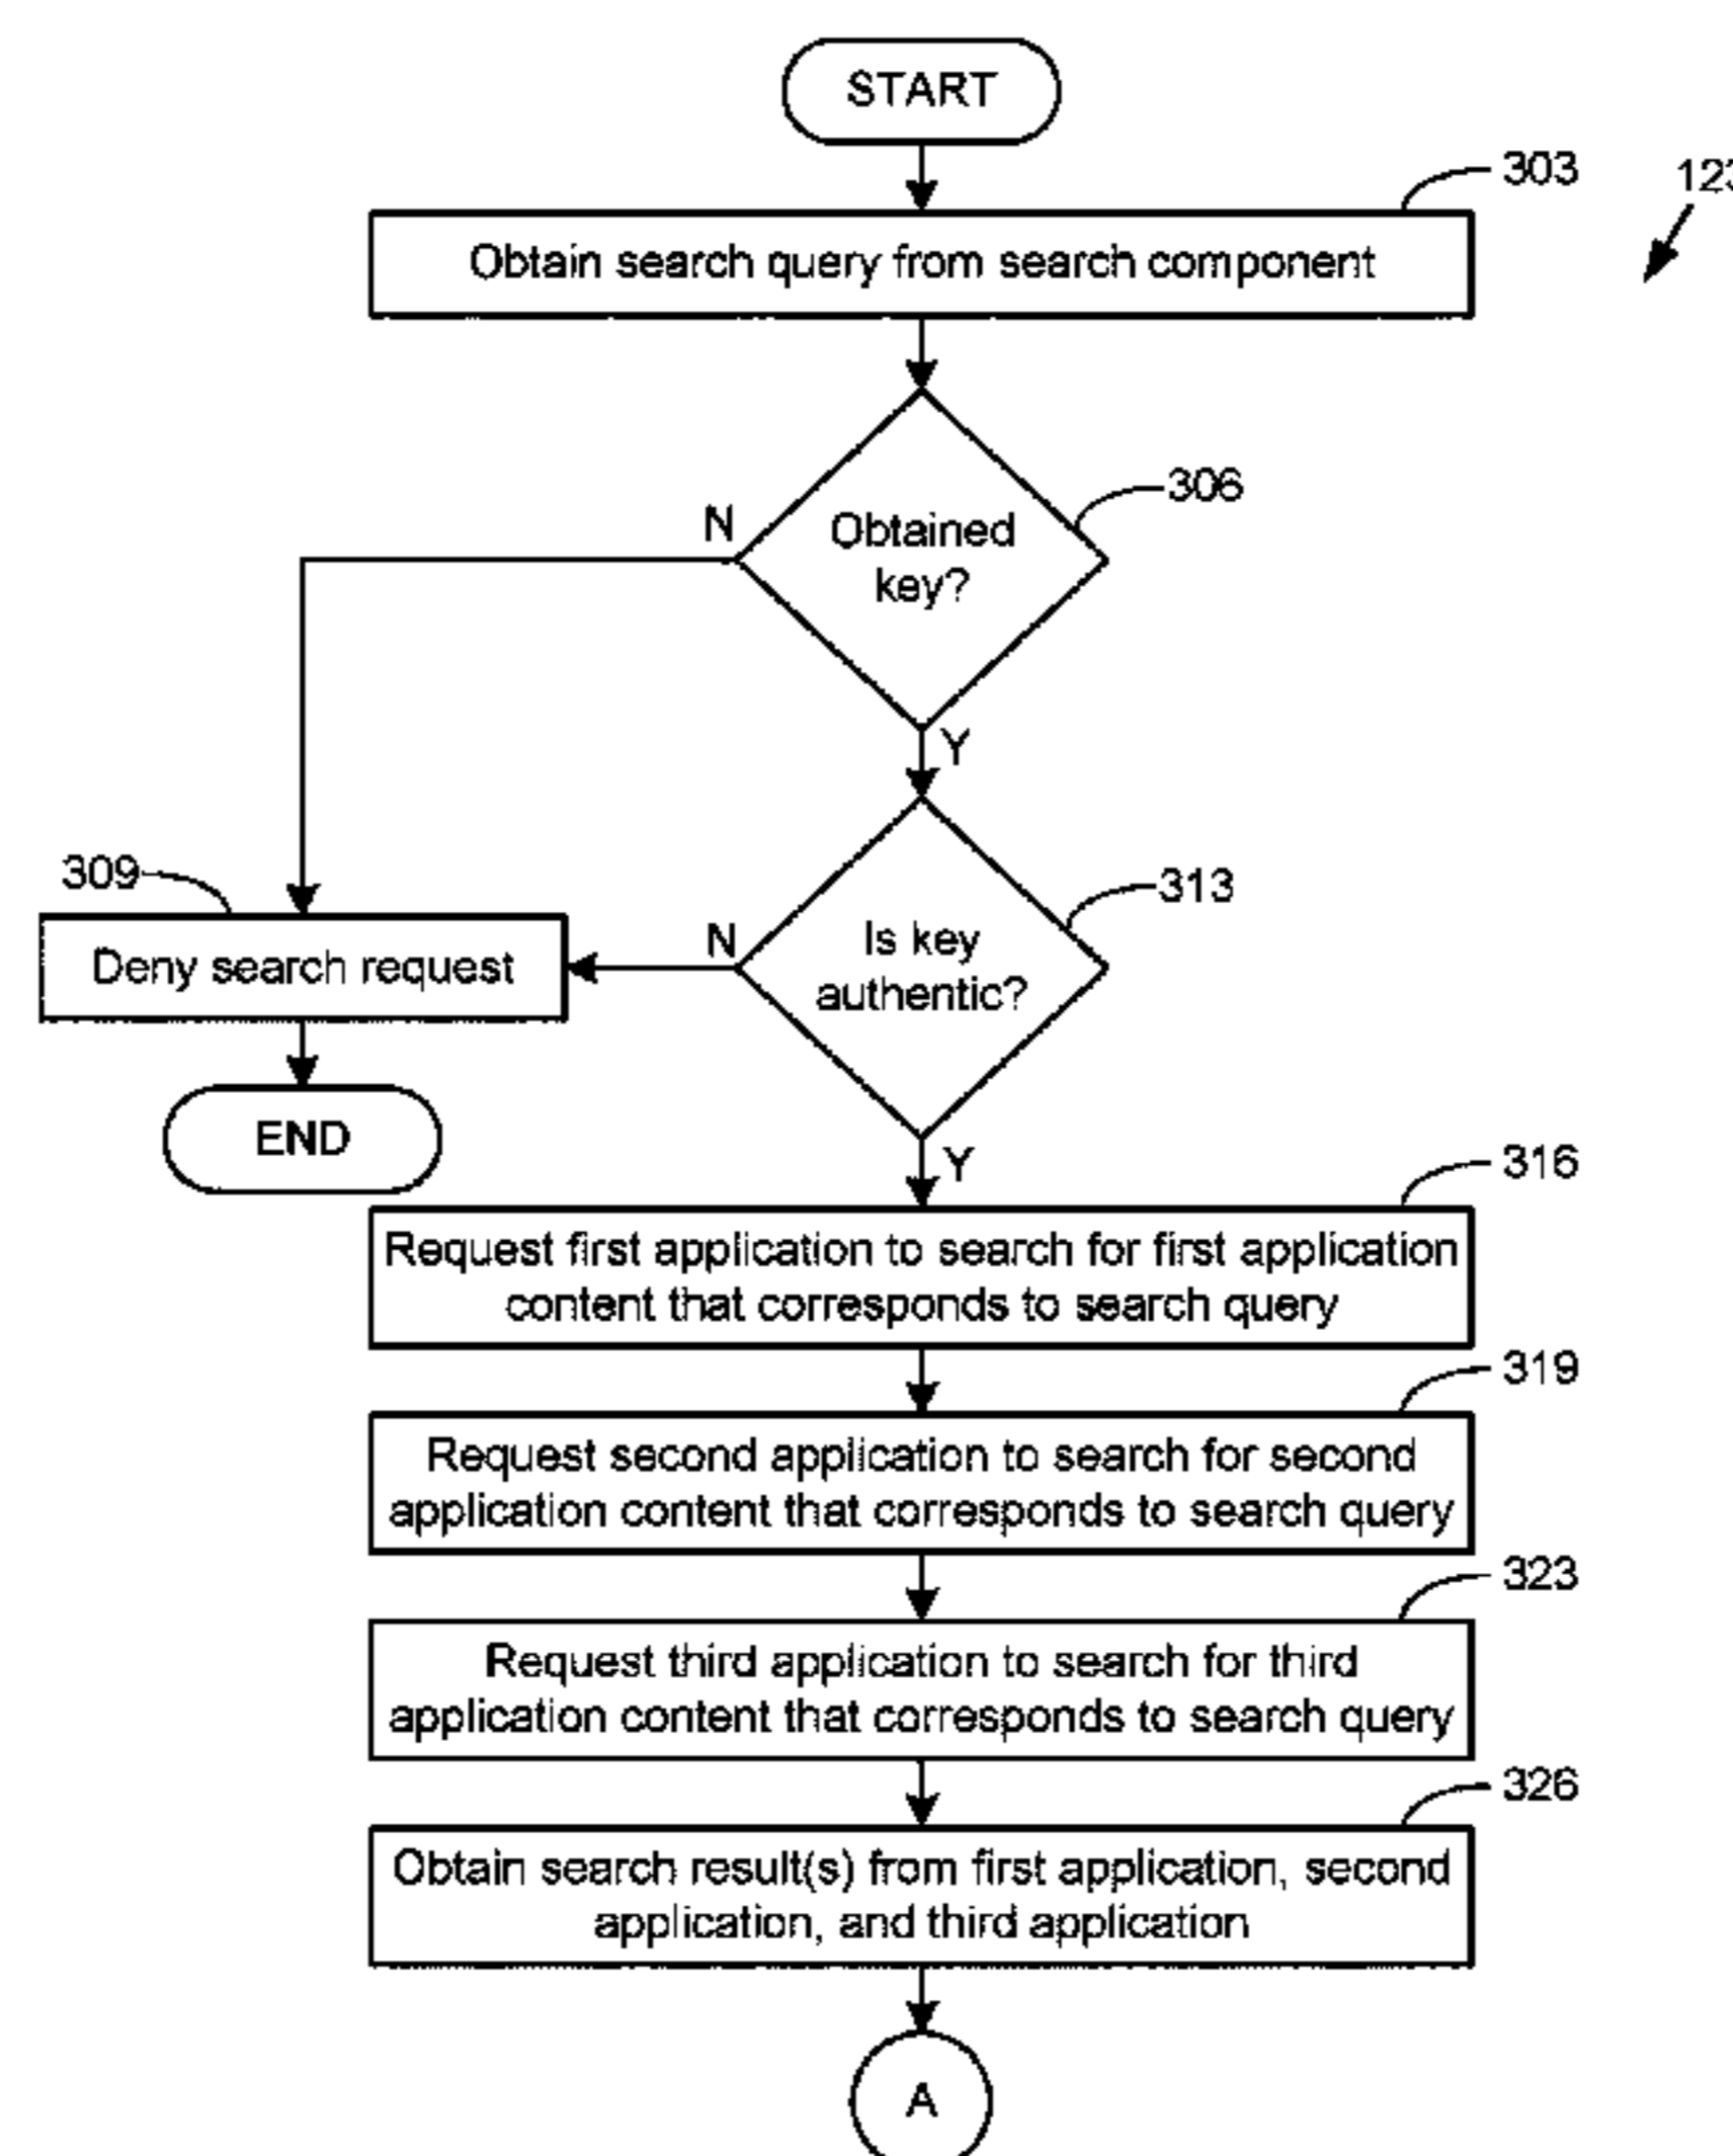 START
303
123
Obtain search query from search component
306
N
Obtained
key?
Y
309
313
Deny search request
N
Is key
authentic?
END
Y
316
Request first application to search for first application
content that corresponds to search query
319
Request second application to search for second
application content that corresponds to search query
323
Request third application to search for third
application content that corresponds to search query
326
Obtain search result(s) from first application, second
application, and third application
A